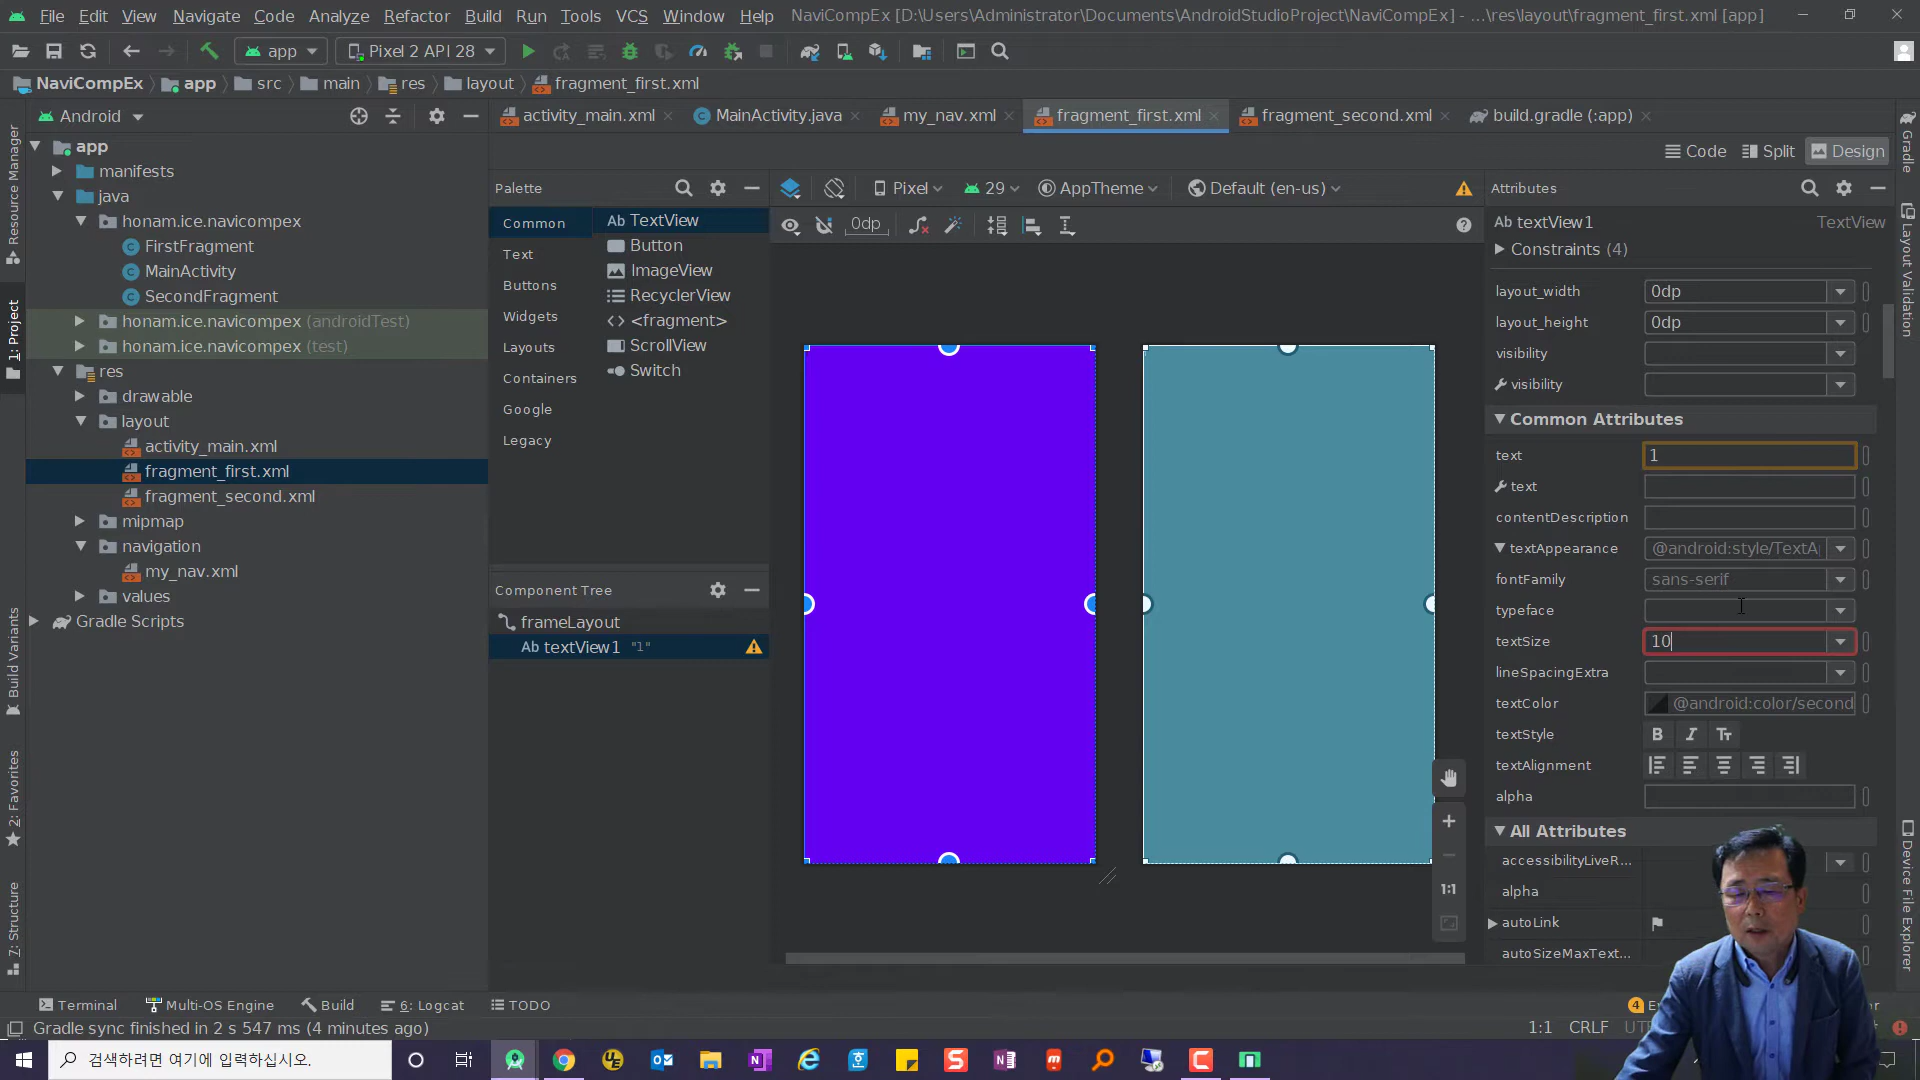 File Edit View Navigate Code Analyze Refactor Build Run Tools VCS Window Help NaviCompEx [D:\Users\Administrator\Documents\AndroidStudioProject\NaviCompEx] - ...\res\layout\fragment_first.xml [app]
app Pixel 2 API 28
NaviCompEx app src main res layout fragment_first.xml
Android
activity_main.xml MainActivity.java my_nav.xml fragment_first.xml fragment_second.xml build.gradle (:app)
Code Split Design
Resource Manager
1: Project
Build Variants
2: Favorites
7: Structure
app
manifests
java
honam.ice.navicompex
FirstFragment
MainActivity
SecondFragment
honam.ice.navicompex (androidTest)
honam.ice.navicompex (test)
res
drawable
layout
activity_main.xml
fragment_first.xml
fragment_second.xml
mipmap
navigation
my_nav.xml
values
Gradle Scripts
Palette
Common
Text
Buttons
Widgets
Layouts
Containers
Google
Legacy
Ab TextView
Button
ImageView
RecyclerView
<> <fragment>
ScrollView
Switch
Component Tree
frameLayout
Ab textView1 "1"
Pixel 29 AppTheme Default (en-us)
0dp
1:1
Attributes
Ab textView1 TextView
Constraints (4)
layout_width 0dp
layout_height 0dp
visibility
visibility
Common Attributes
text 1
text
contentDescription
textAppearance @android:style/TextA
fontFamily sans-serif
typeface
textSize 10
lineSpacingExtra
textColor @android:color/second
textStyle B I Tт
textAlignment
alpha
All Attributes
accessibilityLiveR...
alpha
autoLink
autoSizeMaxText...
Gradle
Layout Validation
Device File Explorer
Terminal Multi-OS Engine Build 6: Logcat TODO 4
Gradle sync finished in 2 s 547 ms (4 minutes ago) 1:1 CRLF
검색하려면 여기에 입력하십시오.